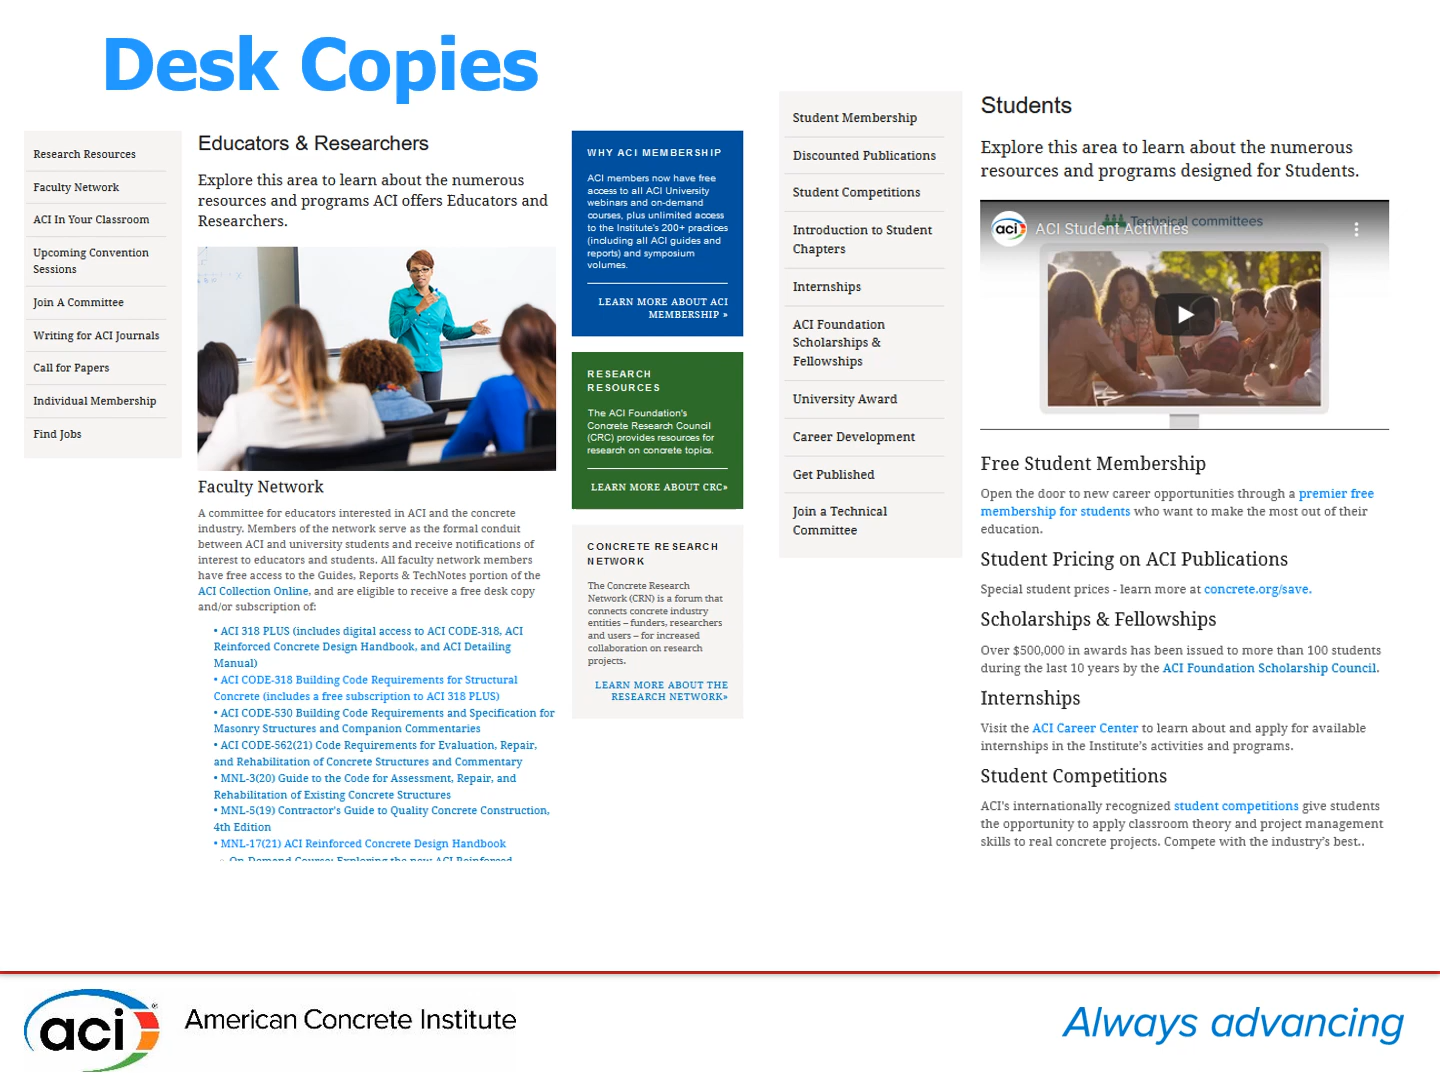 Desk Copies
Research Resources
Faculty Network
ACI In Your Classroom
Upcoming Convention
Sessions
Join A Committee
Writing for ACI Journals
Call for Papers
Individual Membership
Find Jobs
Educators & Researchers
Explore this area to learn about the numerous
resources and programs ACI offers Educators and
Researchers.
Faculty Network
A committee for educators interested in ACI and the concrete
industry. Members of the network serve as the formal conduit
between ACI and university students and receive notifications of
interest to educators and students. All faculty network members
have free access to the Guides, Reports & TechNotes portion of the
ACI Collection Online, and are eligible to receive a free desk copy
and/or subscription of:
• ACI 318 PLUS (includes digital access to ACI CODE-318, ACI
Reinforced Concrete Design Handbook, and ACI Detailing
Manual)
• ACI CODE-318 Building Code Requirements for Structural
Concrete (includes a free subscription to ACI 318 PLUS)
• ACI CODE-530 Building Code Requirements and Specification for
Masonry Structures and Companion Commentaries
• ACI CODE-562(21) Code Requirements for Evaluation, Repair,
and Rehabilitation of Concrete Structures and Commentary
• MNL-3(20) Guide to the Code for Assessment, Repair, and
Rehabilitation of Existing Concrete Structures
• MNL-5(19) Contractor's Guide to Quality Concrete Construction,
4th Edition
• MNL-17(21) ACI Reinforced Concrete Design Handbook
On-Demand Course: Exploring the new ACI Reinforced
WHY ACI MEMBERSHIP
ACI members now have free
access to all ACI University
webinars and on-demand
courses, plus unlimited access
to the Institute's 200+ practices
(including all ACI guides and
reports) and symposium
volumes.
LEARN MORE ABOUT ACI
MEMBERSHIP »
RESEARCH
RESOURCES
The ACI Foundation's
Concrete Research Council
(CRC) provides resources for
research on concrete topics.
LEARN MORE ABOUT CRC»
CONCRETE RESEARCH
NETWORK
The Concrete Research
Network (CRN) is a forum that
connects concrete industry
entities – funders, researchers
and users – for increased
collaboration on research
projects.
LEARN MORE ABOUT THE
RESEARCH NETWORK»
Student Membership
Discounted Publications
Student Competitions
Introduction to Student
Chapters
Internships
ACI Foundation
Scholarships &
Fellowships
University Award
Career Development
Get Published
Join a Technical
Committee
Students
Explore this area to learn about the numerous
resources and programs designed for Students.
Technical committees
aci ACI Student Activities
Free Student Membership
Open the door to new career opportunities through a premier free
membership for students who want to make the most out of their
education.
Student Pricing on ACI Publications
Special student prices - learn more at concrete.org/save.
Scholarships & Fellowships
Over $500,000 in awards has been issued to more than 100 students
during the last 10 years by the ACI Foundation Scholarship Council.
Internships
Visit the ACI Career Center to learn about and apply for available
internships in the Institute's activities and programs.
Student Competitions
ACI's internationally recognized student competitions give students
the opportunity to apply classroom theory and project management
skills to real concrete projects. Compete with the industry's best..
aci ® American Concrete Institute
Always advancing